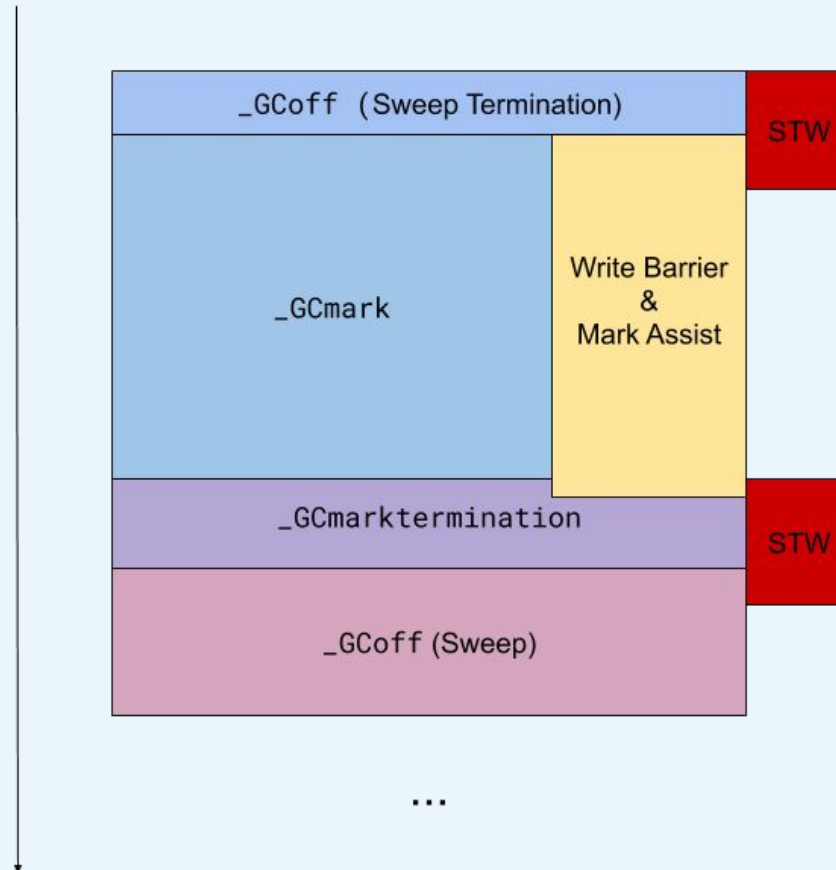 _GCoff (Sweep Termination)
STW
Write Barrier
&
Mark Assist
_GCmark
_GCmarktermination
STW
_GCoff (Sweep)
...